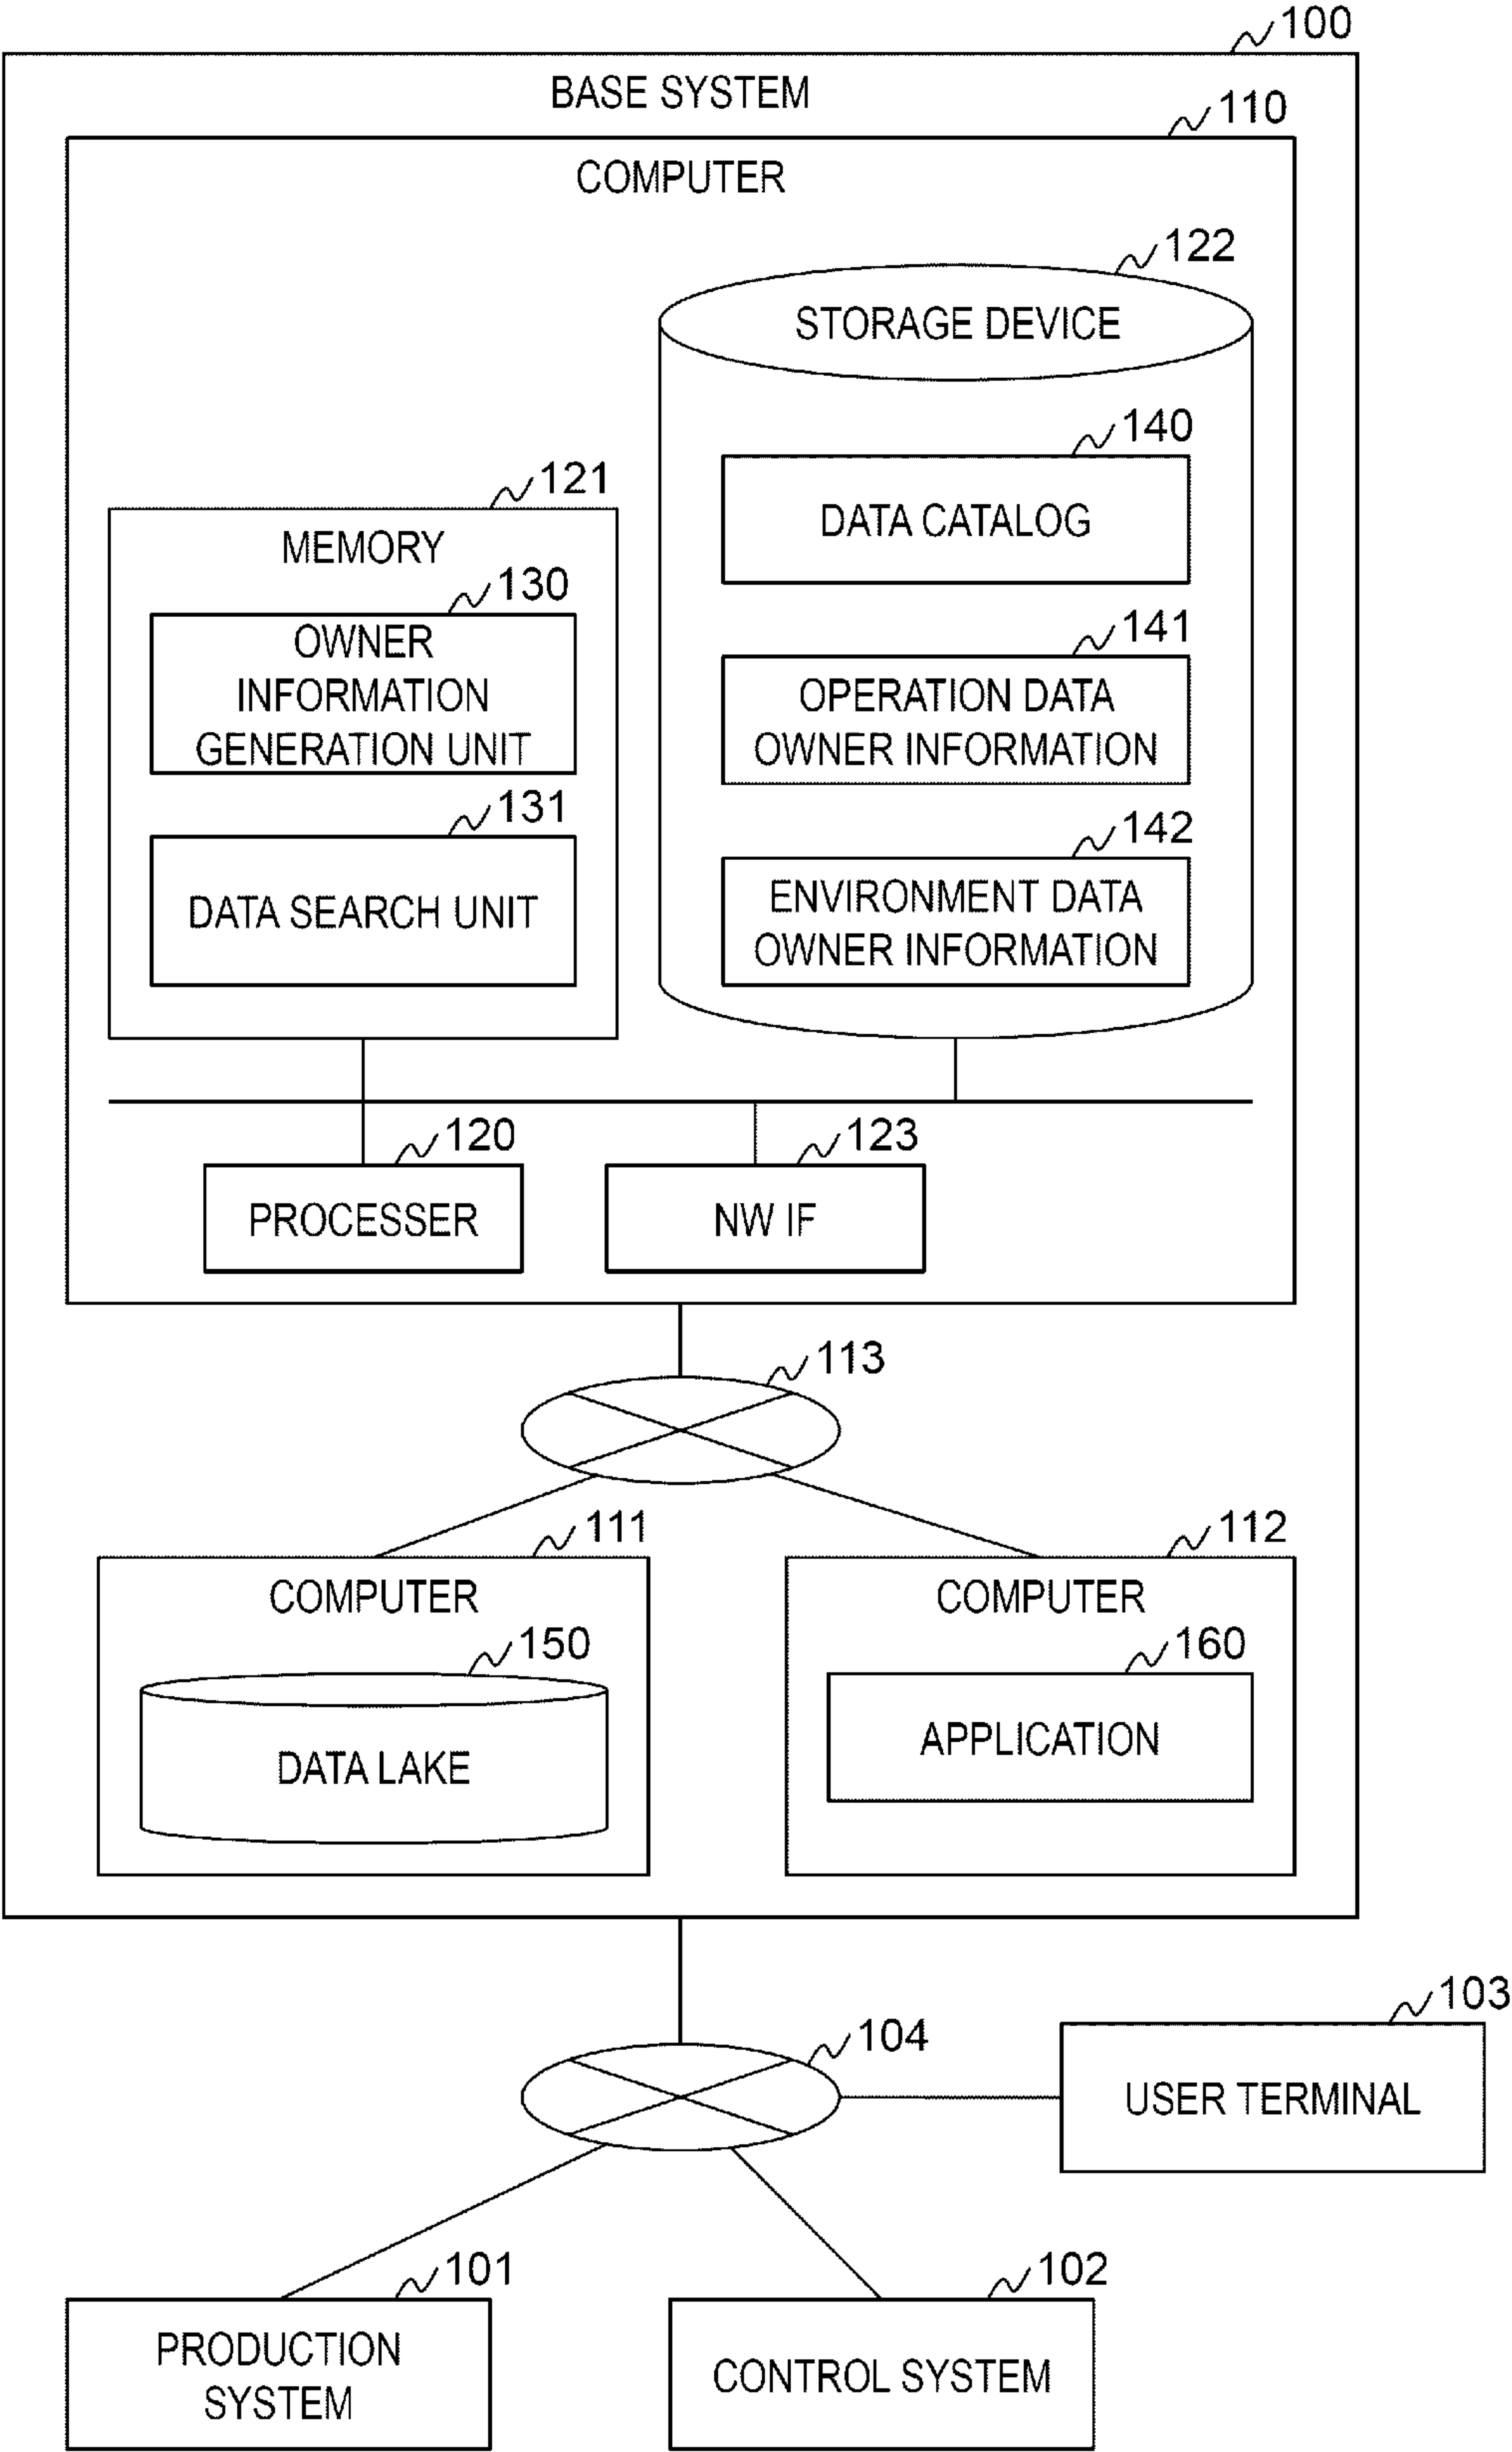 100
BASE SYSTEM
110
COMPUTER
122
STORAGE DEVICE
140
DATA CATALOG
121
MEMORY
130
OWNER
INFORMATION
GENERATION UNIT
141
OPERATION DATA
OWNER INFORMATION
131
DATA SEARCH UNIT
142
ENVIRONMENT DATA
OWNER INFORMATION
120
PROCESSER
123
NW IF
113
111
COMPUTER
150
DATA LAKE
112
COMPUTER
160
APPLICATION
104
103
USER TERMINAL
101
PRODUCTION
SYSTEM
102
CONTROL SYSTEM